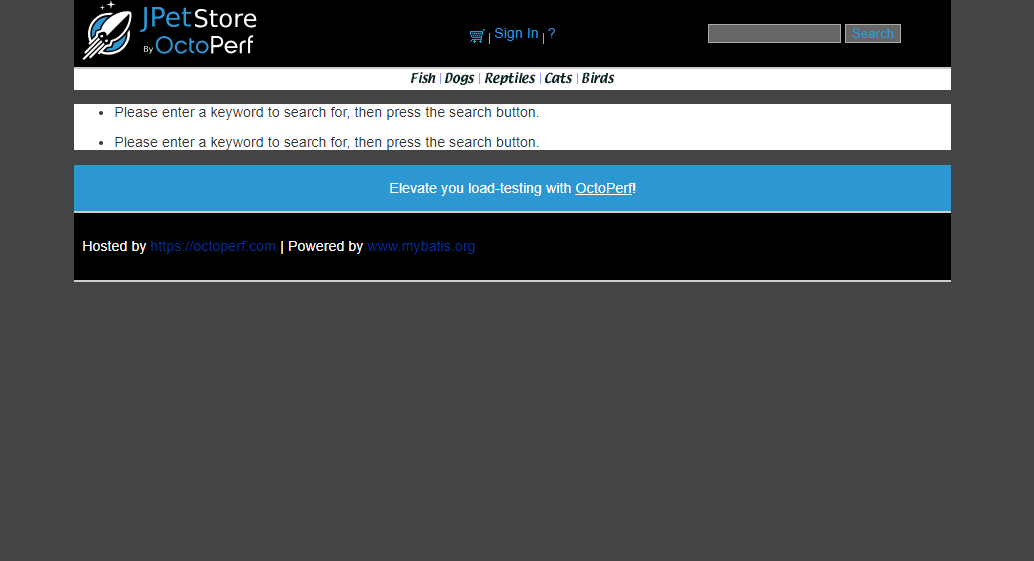 JPetStore
By OctoPerf
| Sign In | ?
Search
Fish | Dogs | Reptiles | Cats | Birds
• Please enter a keyword to search for, then press the search button.
• Please enter a keyword to search for, then press the search button.
Elevate you load-testing with OctoPerf!
Hosted by https://octoperf.com | Powered by www.mybatis.org